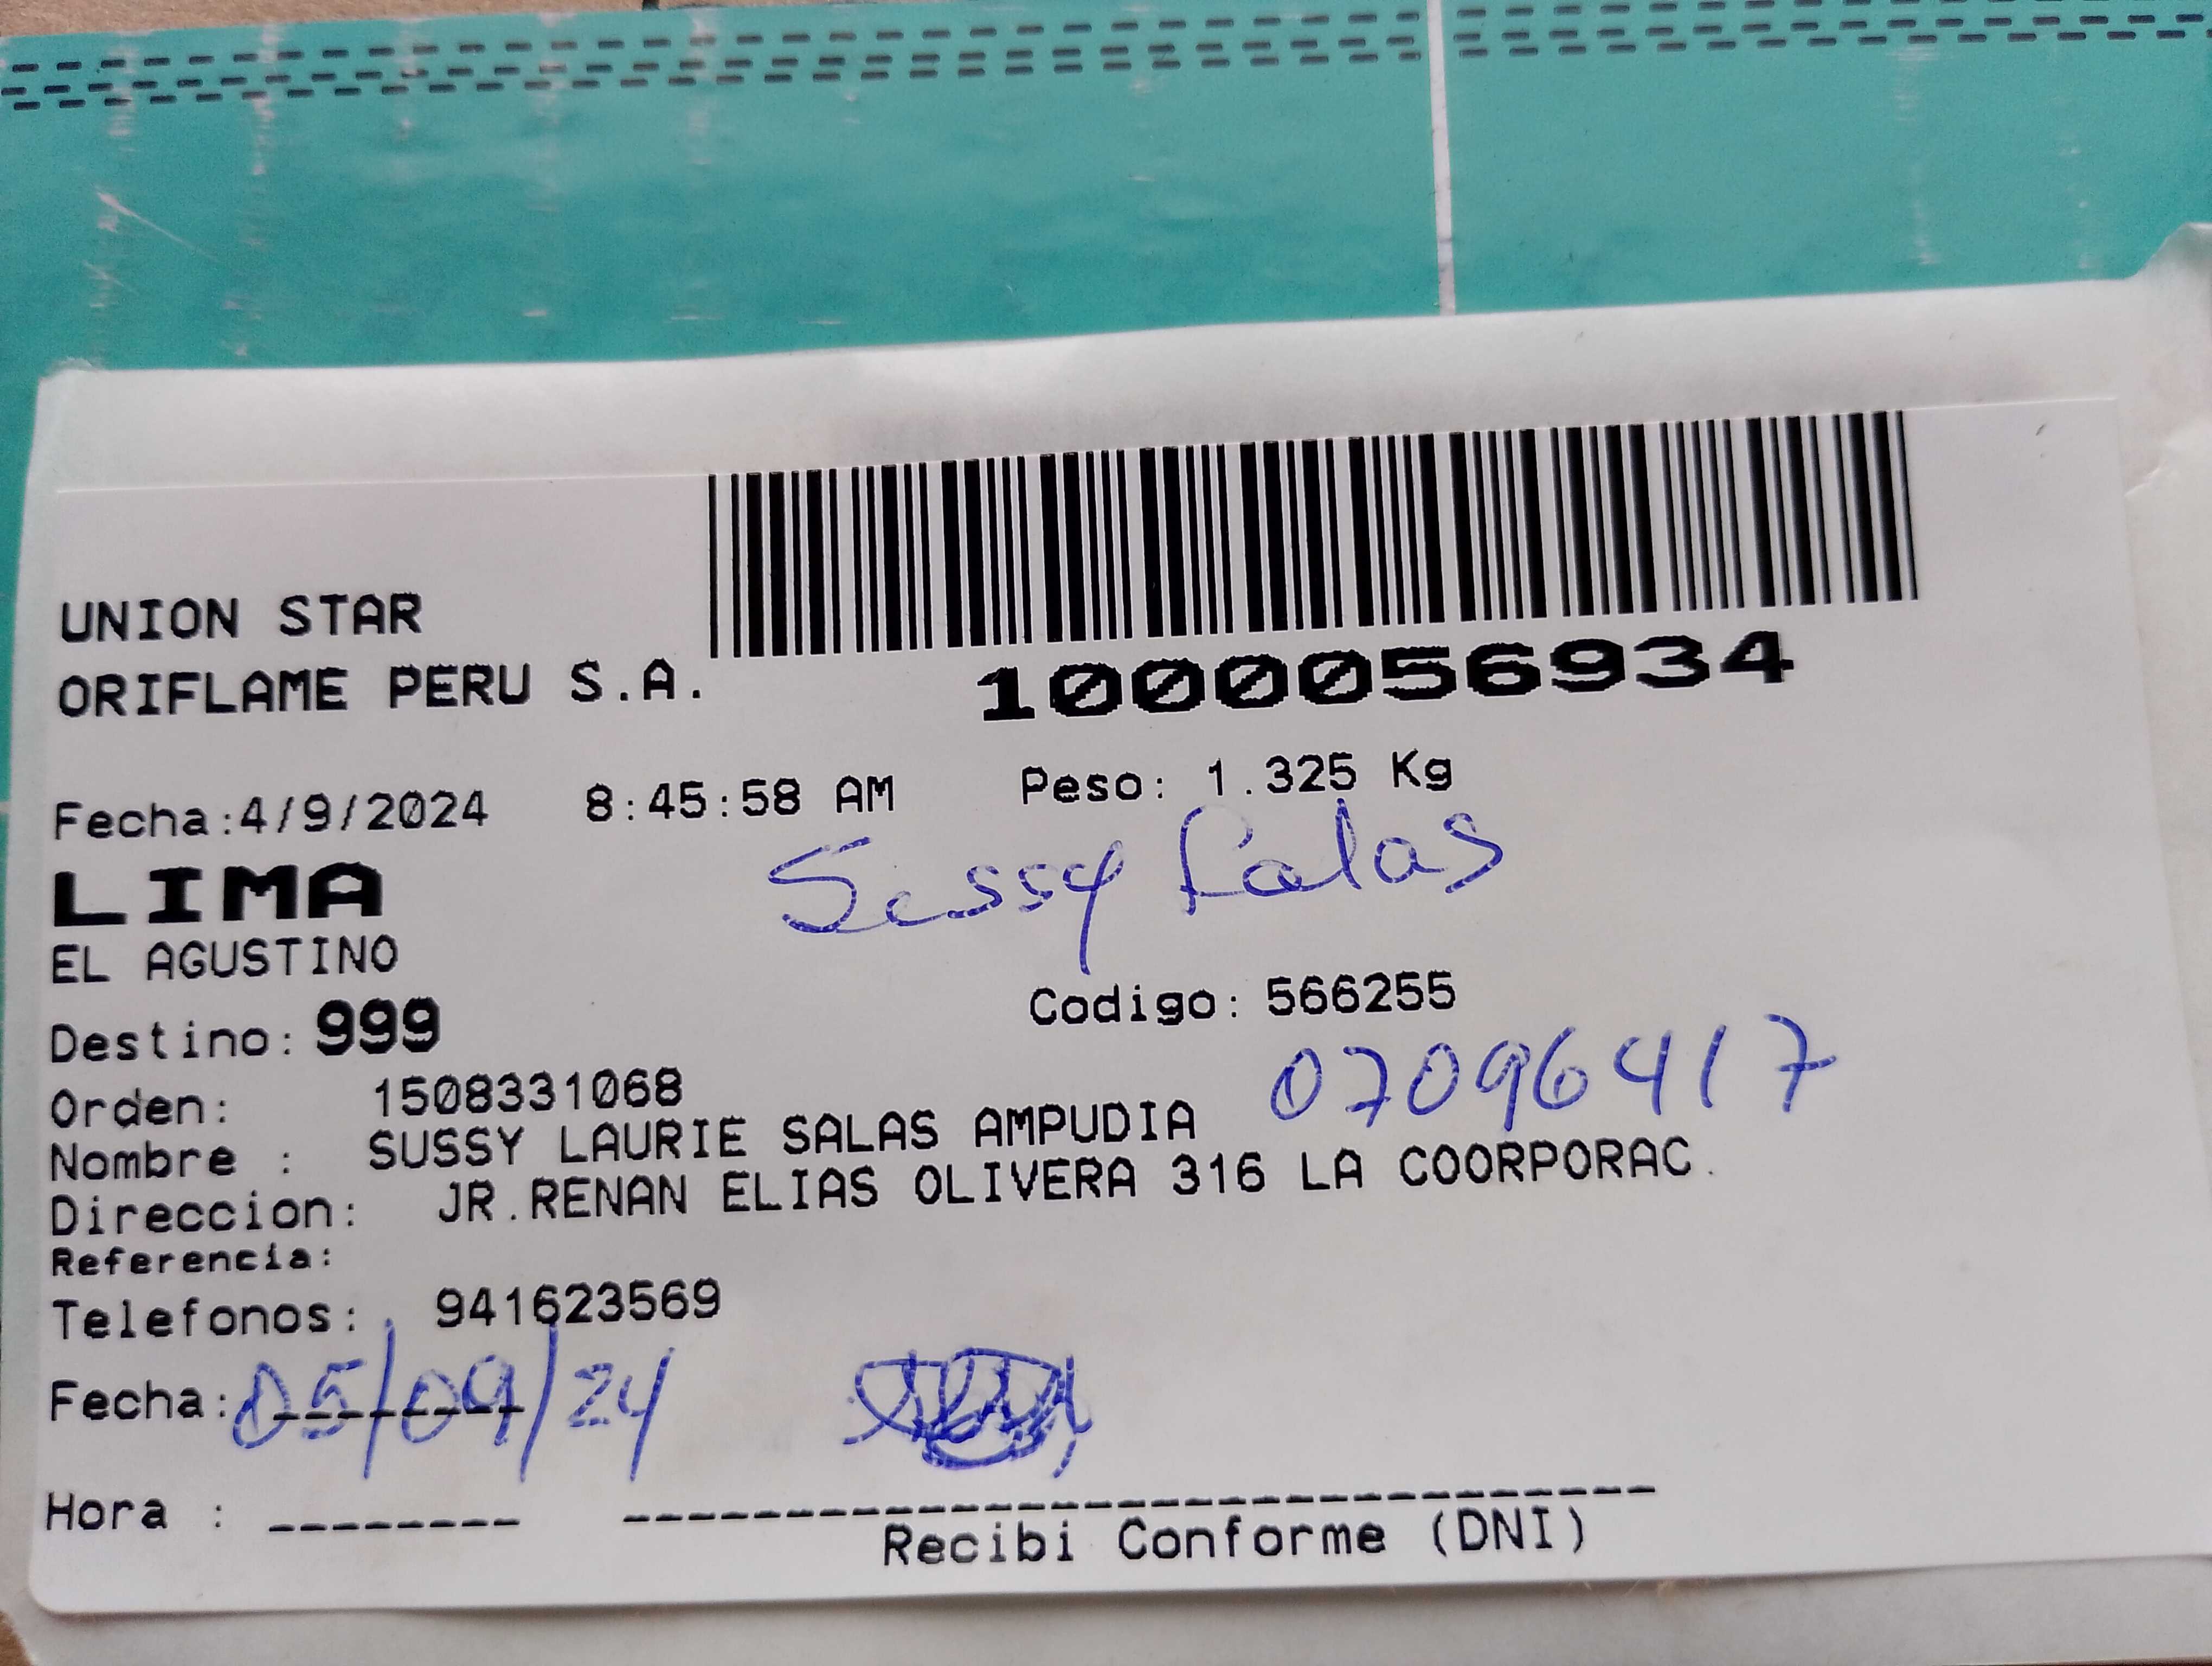 UNION STAR
ORIFLAME PERU S.A.
1000056934
Fecha:4/9/2024 8:45:58 AM Peso: 1.325 Kg
Sussy Salas
LIMA
EL AGUSTINO
Destino: 999 Codigo: 566255
07096417
Orden: 1508331068
Nombre : SUSSY LAURIE SALAS AMPUDIA
Direccion: JR.RENAN ELIAS OLIVERA 316 LA COORPORAC.
Referencia:
Telefonos: 941623569
Fecha: 05/09/24
Hora :
Recibi Conforme (DNI)